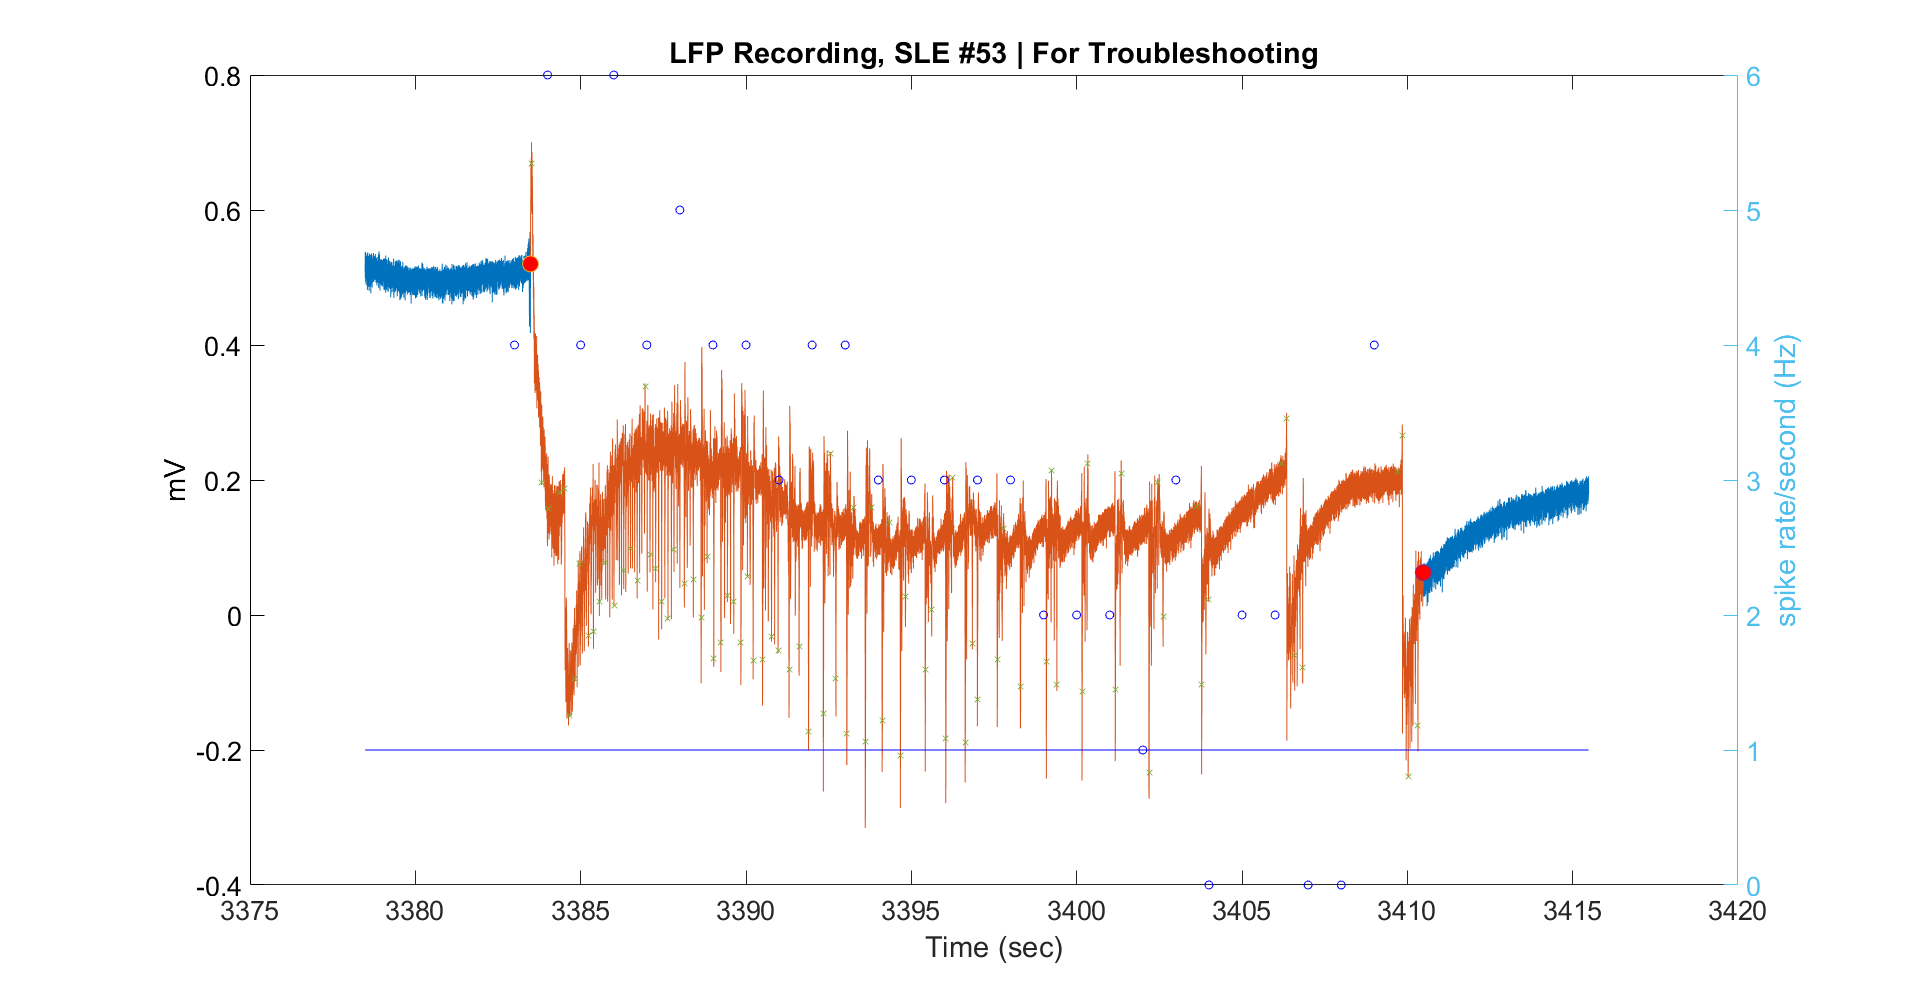 LFP Recording, SLE #53 | For Troubleshooting
0.8
0.6
0.4
0.2
0
-0.2
-0.4
mV
6
5
4
3
2
1
0
spike rate/second (Hz)
3375 3380 3385 3390 3395 3400 3405 3410 3415 3420
Time (sec)